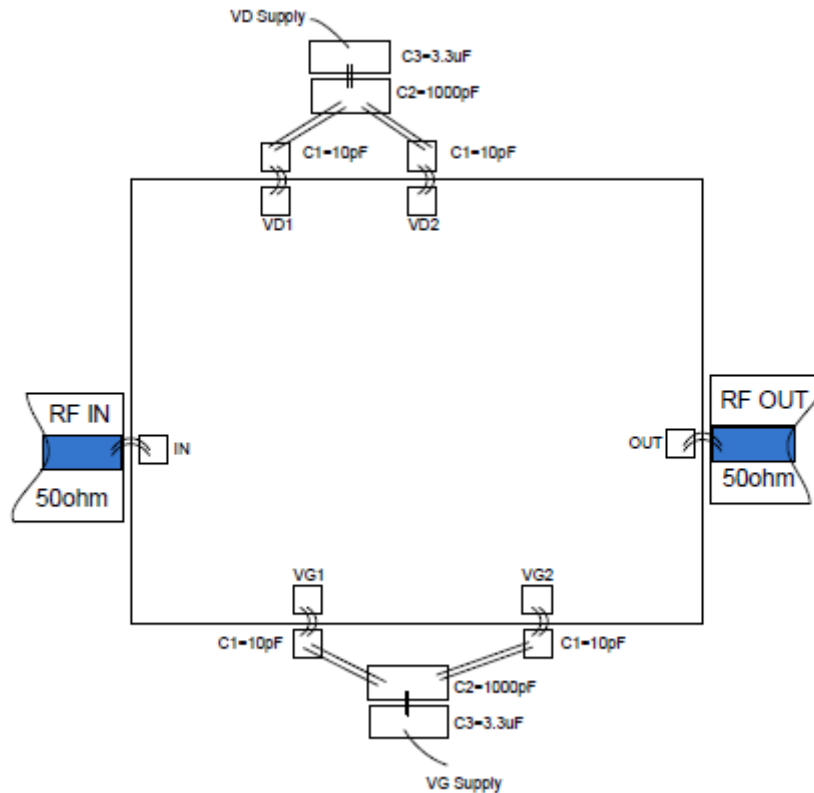 VD Supply
C3=3.3uF
C2=1000pF
C1=10pF
C1=10pF
VD1
VD2
RF IN
IN
50ohm
RF OUT
OUT
50ohm
VG1
VG2
C1=10pF
C1=10pF
C2=1000pF
C3=3.3uF
VG Supply